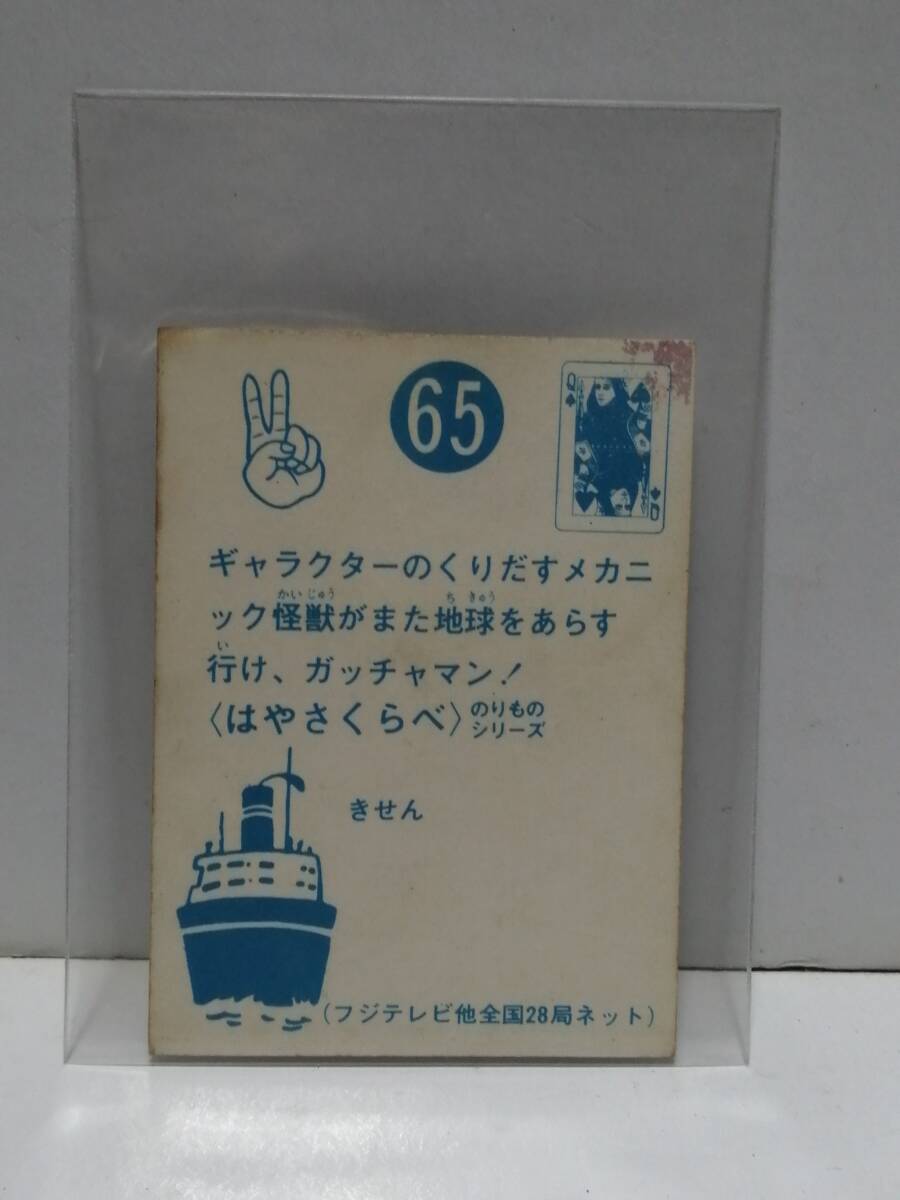 65
Q
ギャラクターのくりだすメカニ
かいじゅう ち きゅう
ック怪獣がまた地球をあらす
い
行け、ガッチャマン!
〈はやさくらべ〉のりもの
シリーズ
きせん
(フジテレビ他全国28局ネット)
Q